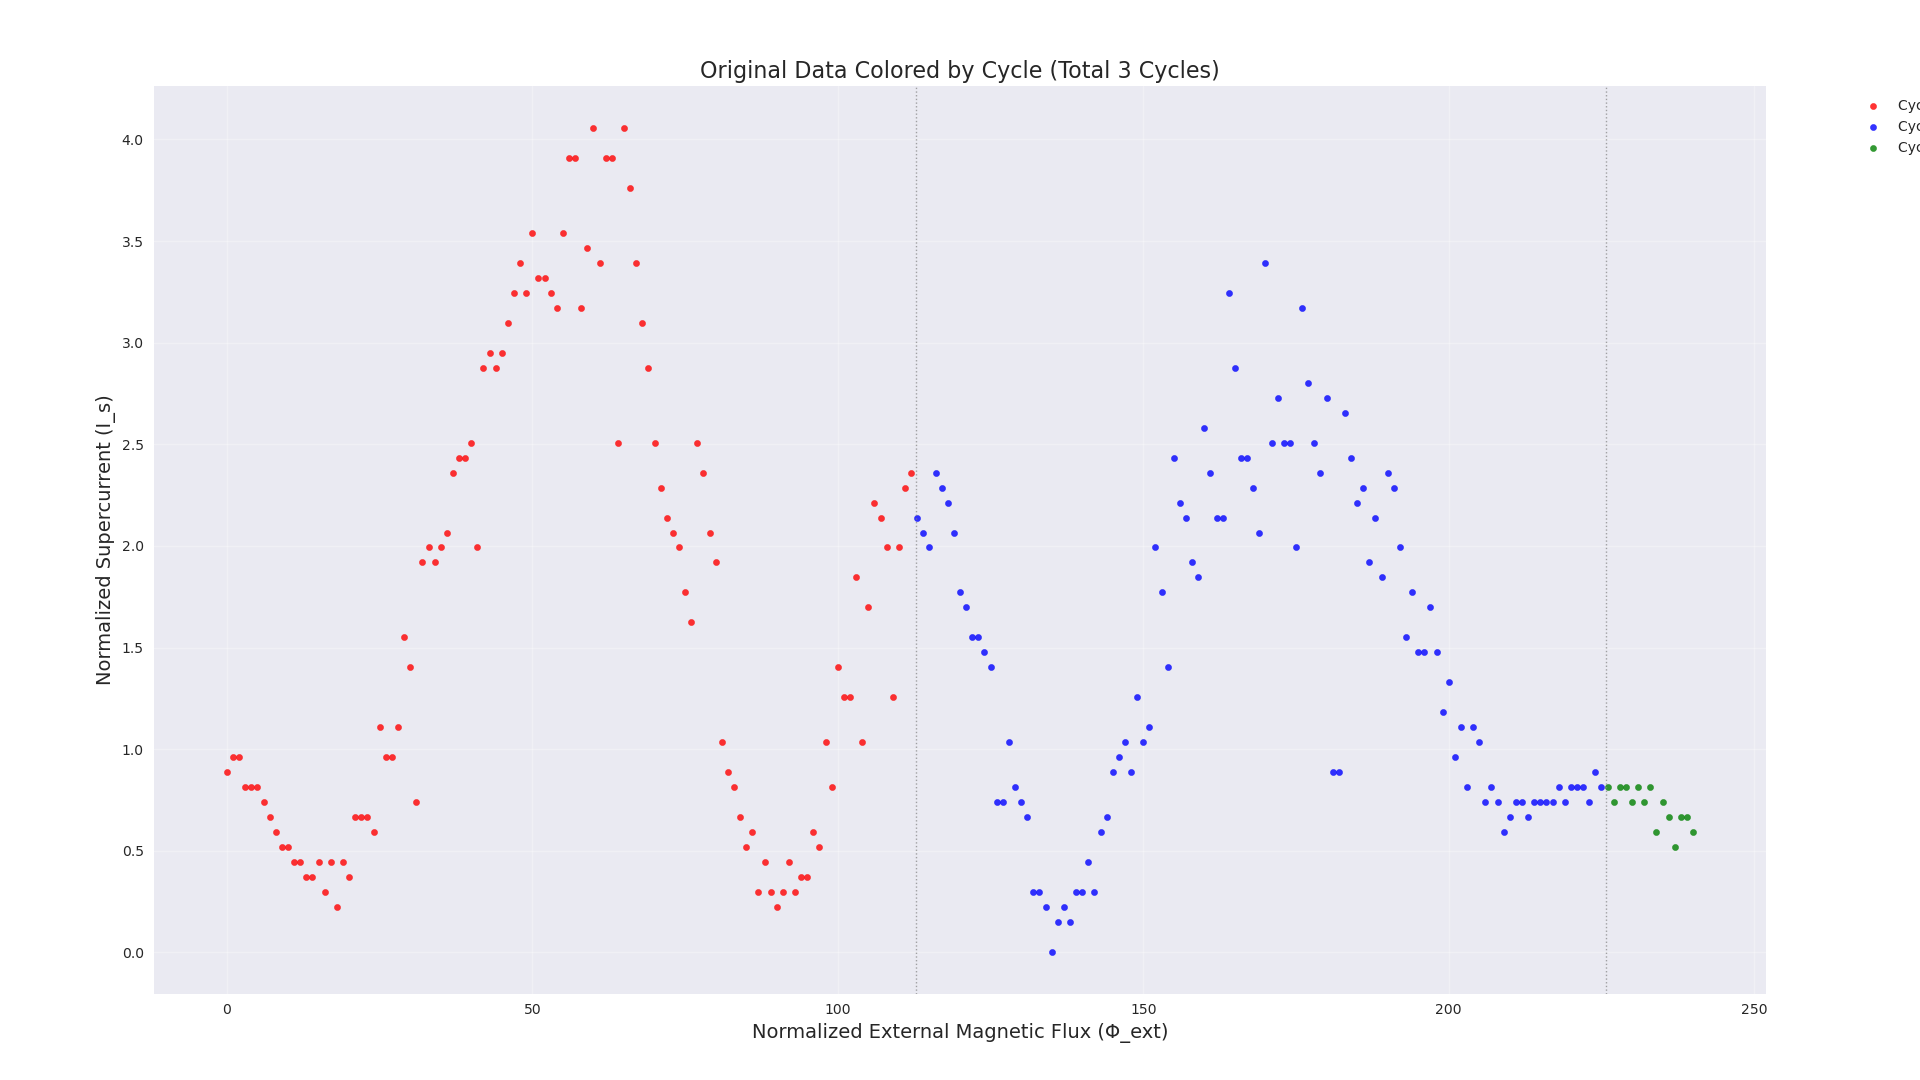 Original Data Colored by Cycle (Total 3 Cycles)
Cyc
Cyc
Cyc
4.0
3.5
3.0
2.5
2.0
1.5
1.0
0.5
0.0
Normalized Supercurrent (I_s)
0 50 100 150 200 250
Normalized External Magnetic Flux (Φ_ext)